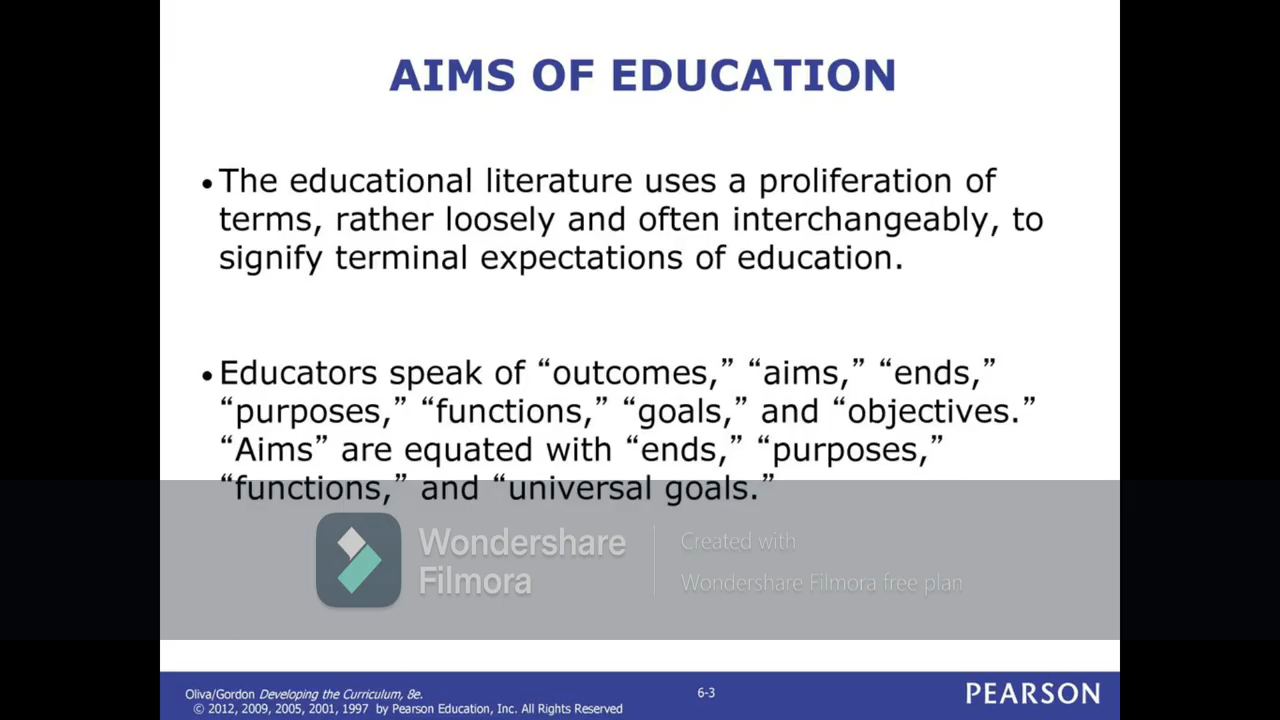 AIMS OF EDUCATION
• The educational literature uses a proliferation of
terms, rather loosely and often interchangeably, to
signify terminal expectations of education.
• Educators speak of “outcomes,” “aims,” “ends,”
“purposes,” “functions,” “goals,” and “objectives.”
“Aims” are equated with “ends,” “purposes,”
“functions,” and “universal goals.”
Wondershare
Filmora
Created with
Wondershare Filmora free plan
Oliva/Gordon Developing the Curriculum, 8e.
© 2012, 2009, 2005, 2001, 1997 by Pearson Education, Inc. All Rights Reserved
6-3
PEARSON